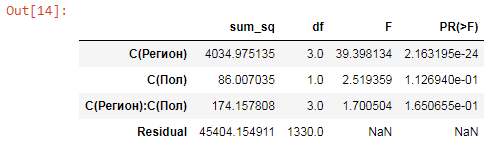 Out[14]:
sum_sq df F PR(>F)
C(Регион) 4034.975135 3.0 39.398134 2.163195e-24
C(Пол) 86.007035 1.0 2.519359 1.126940e-01
C(Регион):C(Пол) 174.157808 3.0 1.700504 1.650655e-01
Residual 45404.154911 1330.0 NaN NaN